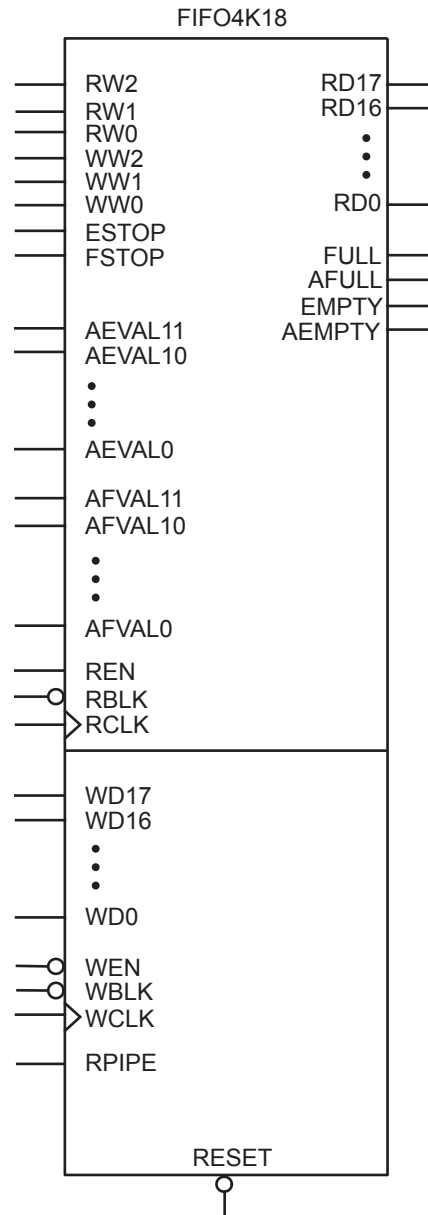 FIFO4K18
RW2
RD17
RW1
RD16
RW0
WW2
WW1
WW0
RD0
ESTOP
FSTOP
FULL
AFULL
EMPTY
AEVAL11
AEMPTY
AEVAL10
AEVAL0
AFVAL11
AFVAL10
AFVAL0
REN
RBLK
RCLK
WD17
WD16
WD0
WEN
WBLK
WCLK
RPIPE
RESET